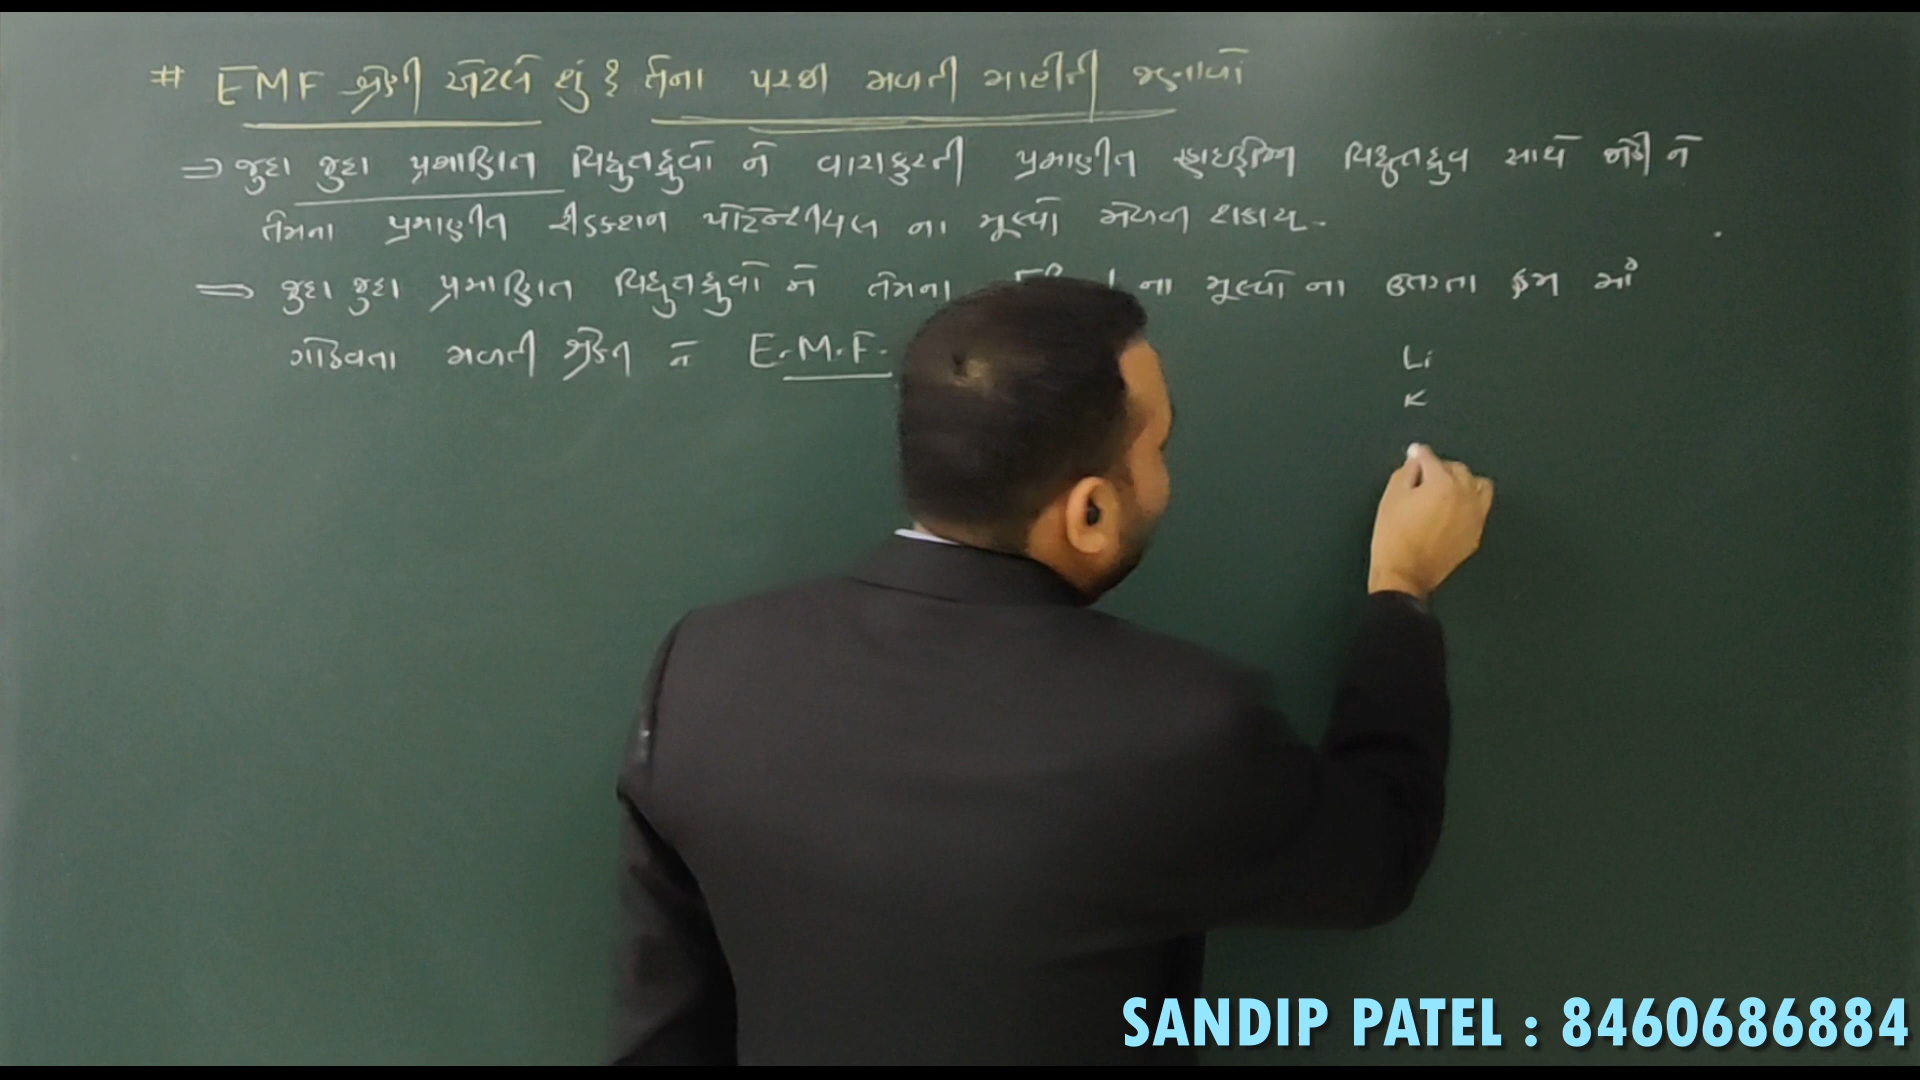 # EMF શ્રેણી એટલે શું ? તેના પરથી મળતી માહીતી જણાવો
⇒ જુદા જુદા પ્રમાણિત વિદ્યુતધ્રુવો ને વારાફરતી પ્રમાણીત હાઇડ્રોજન વિદ્યુતધ્રુવ સાથે જોડી ને
તેમના પ્રમાણીત રીડક્શન પોટેન્શીયલ ના મૂલ્યો મેળવી શકાય.
⇒ જુદા જુદા પ્રમાણિત વિદ્યુતધ્રુવો ને તેમના ના મૂલ્યો ના ઉતરતા ક્રમ માં
ગોઠવતા મળતી શ્રેણી ને E.M.F.
Li
K
SANDIP PATEL : 8460686884